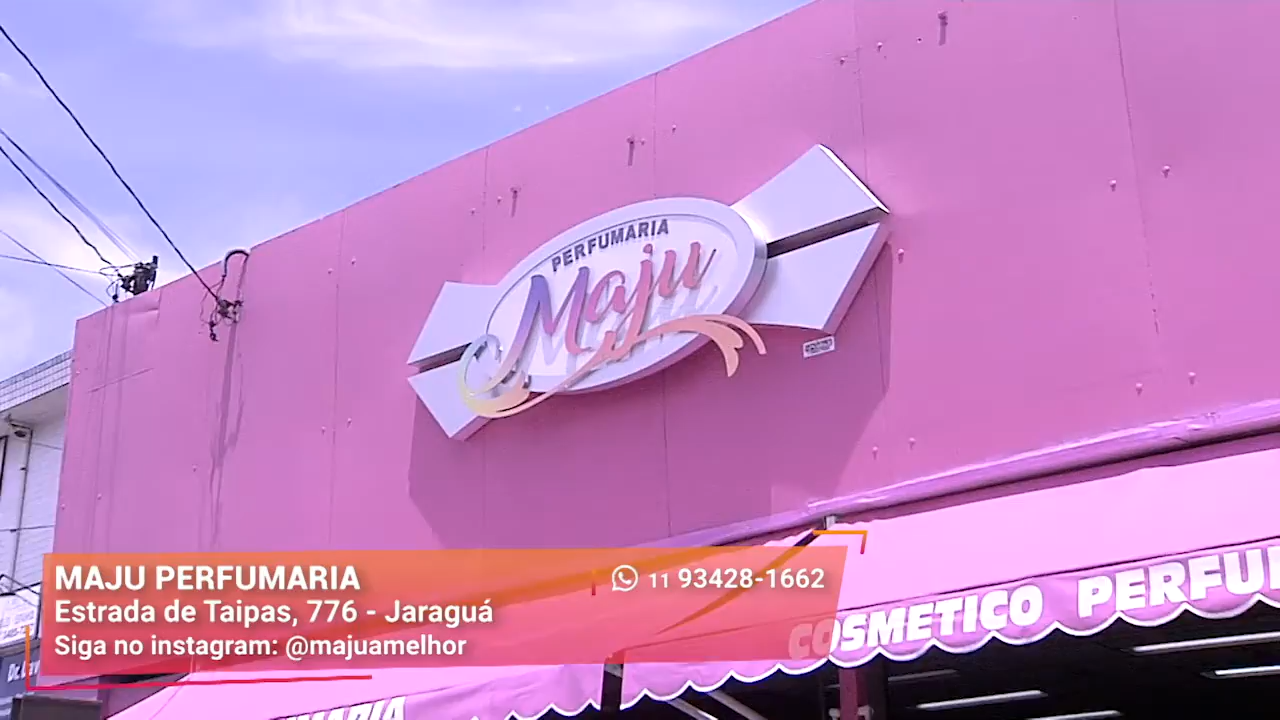 PERFUMARIA
Maju
MAJU PERFUMARIA
11 93428-1662
Estrada de Taipas, 776 - Jaraguá
Siga no instagram: @majuamelhor
COSMETICO PERFU